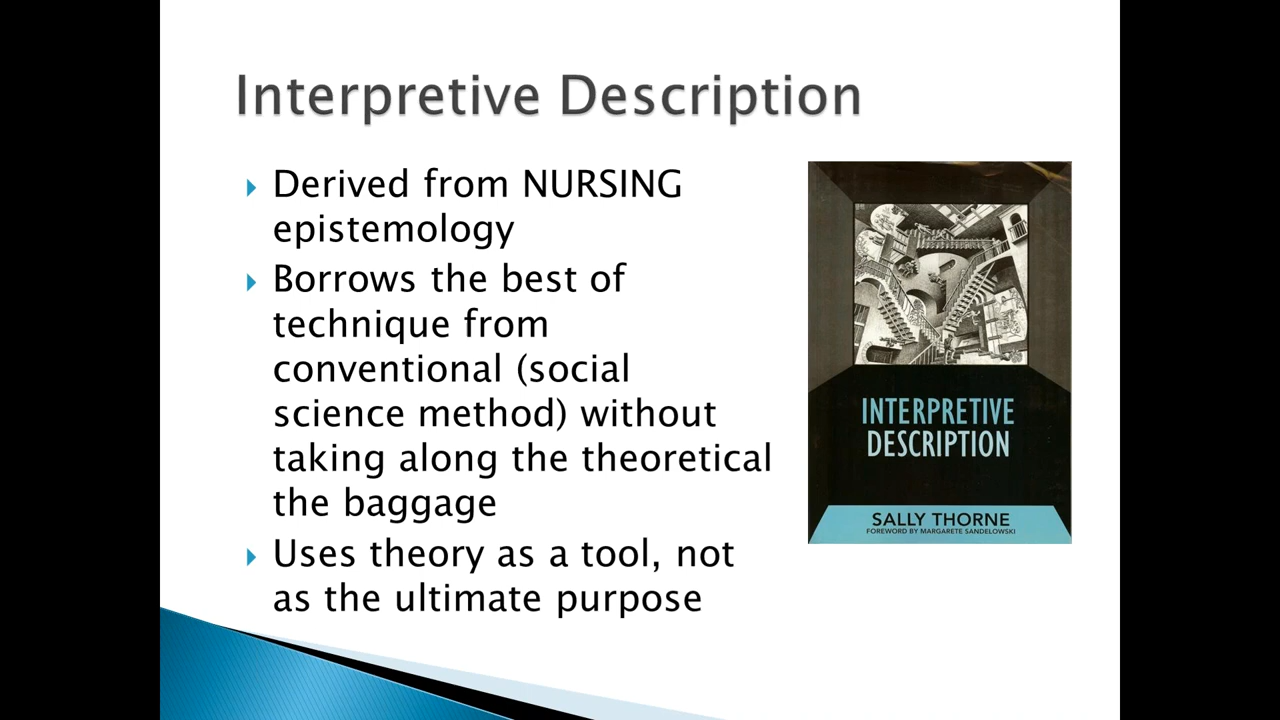 Interpretive Description
Derived from NURSING
epistemology
Borrows the best of
technique from
conventional (social
science method) without
taking along the theoretical
the baggage
Uses theory as a tool, not
as the ultimate purpose
INTERPRETIVE
DESCRIPTION
SALLY THORNE
FOREWORD BY MARGARETE SANDELOWSKI